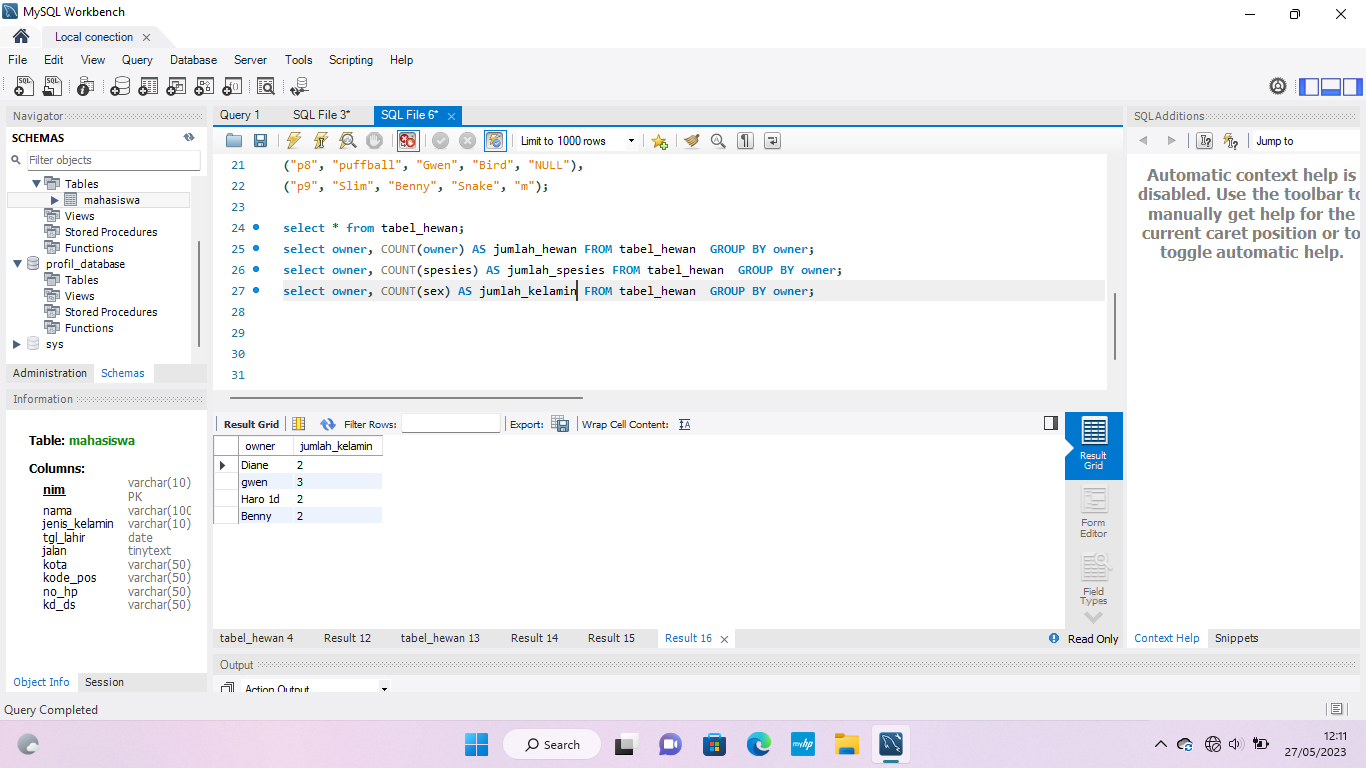 MySQL Workbench
Local conection
File Edit View Query Database Server Tools Scripting Help
Navigator
SCHEMAS
Filter objects
Tables
mahasiswa
Views
Stored Procedures
Functions
profil_database
Tables
Views
Stored Procedures
Functions
sys
Administration Schemas
Information
Table: mahasiswa
Columns:
nim varchar(10) PK
nama varchar(100
jenis_kelamin varchar(10)
tgl_lahir date
jalan tinytext
kota varchar(50)
kode_pos varchar(50)
no_hp varchar(50)
kd_ds varchar(50)
Object Info Session
Query 1 SQL File 3* SQL File 6*
Limit to 1000 rows
21 ("p8", "puffball", "Gwen", "Bird", "NULL"),
22 ("p9", "Slim", "Benny", "Snake", "m");
23
24 select * from tabel_hewan;
25 select owner, COUNT(owner) AS jumlah_hewan FROM tabel_hewan  GROUP BY owner;
26 select owner, COUNT(spesies) AS jumlah_spesies FROM tabel_hewan  GROUP BY owner;
27 select owner, COUNT(sex) AS jumlah_kelamin FROM tabel_hewan  GROUP BY owner;
28
29
30
31
Result Grid Filter Rows: Export: Wrap Cell Content:
owner jumlah_kelamin
Diane 2
gwen 3
Haro 1d 2
Benny 2
Result Grid
Form Editor
Field Types
tabel_hewan 4 Result 12 tabel_hewan 13 Result 14 Result 15 Result 16 Read Only
Output
Action Output
SQLAdditions
Jump to
Automatic context help is
disabled. Use the toolbar to
manually get help for the
current caret position or to
toggle automatic help.
Context Help Snippets
Query Completed
Search
myhp
12:11
27/05/2023